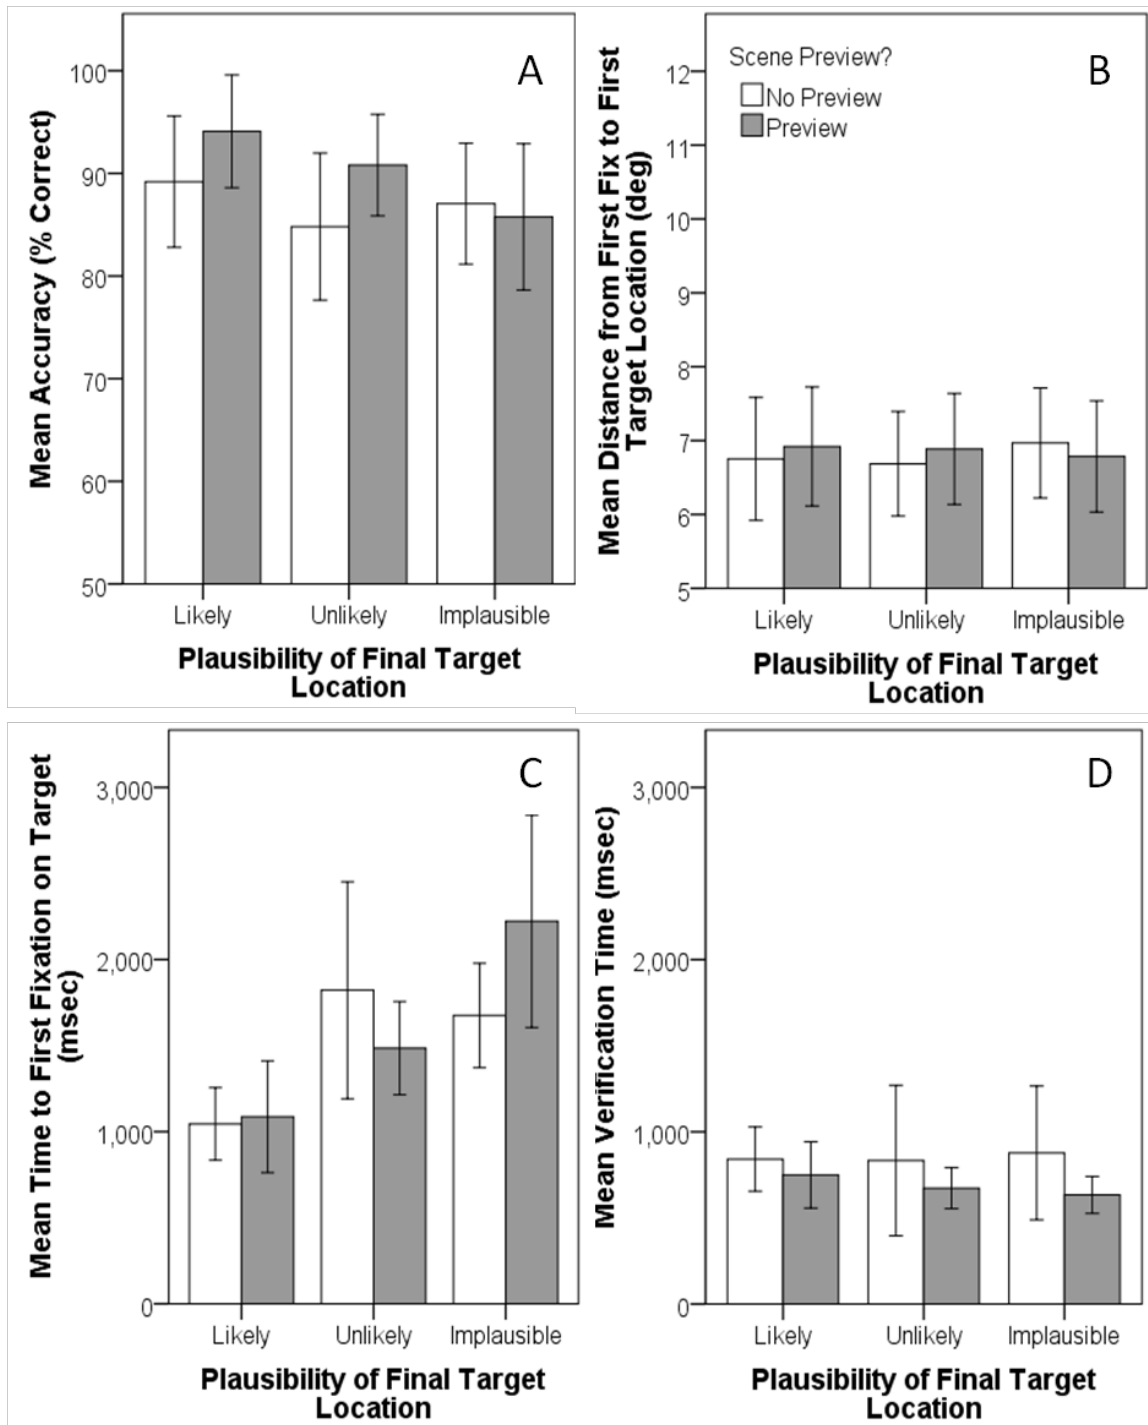 A
Mean Accuracy (% Correct)
100
90
80
70
60
50
Likely Unlikely Implausible
Plausibility of Final Target
Location
B
Mean Distance from First Fix to First
Target Location (deg)
Scene Preview?
No Preview
Preview
12
11
10
9
8
7
6
5
Likely Unlikely Implausible
Plausibility of Final Target
Location
C
Mean Time to First Fixation on Target
(msec)
3,000
2,000
1,000
0
Likely Unlikely Implausible
Plausibility of Final Target
Location
D
Mean Verification Time (msec)
3,000
2,000
1,000
0
Likely Unlikely Implausible
Plausibility of Final Target
Location